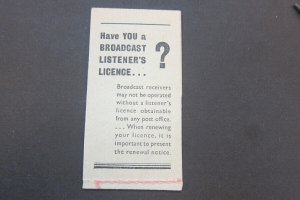 Have YOU a
BROADCAST
LISTENER'S
LICENCE . . . ?
Broadcast receivers
may not be operated
without a listener's
licence obtainable
from any post office.
. . . When renewing
your licence, it is
important to present
the renewal notice.